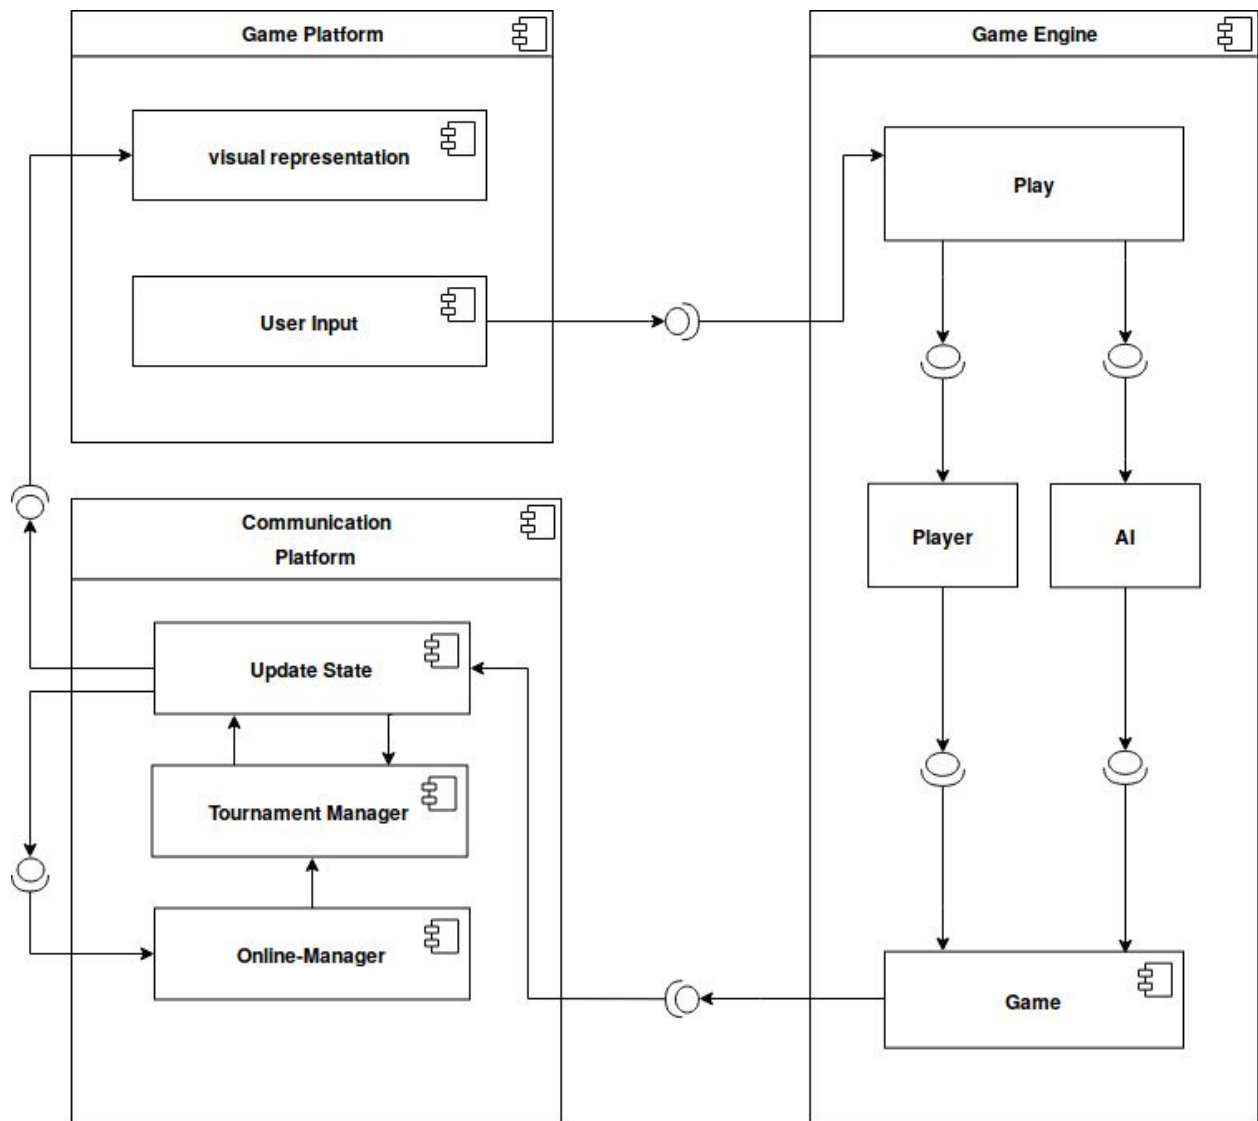 Game Platform
visual representation
User Input
Communication
Platform
Update State
Tournament Manager
Online-Manager
Game Engine
Play
Player
AI
Game